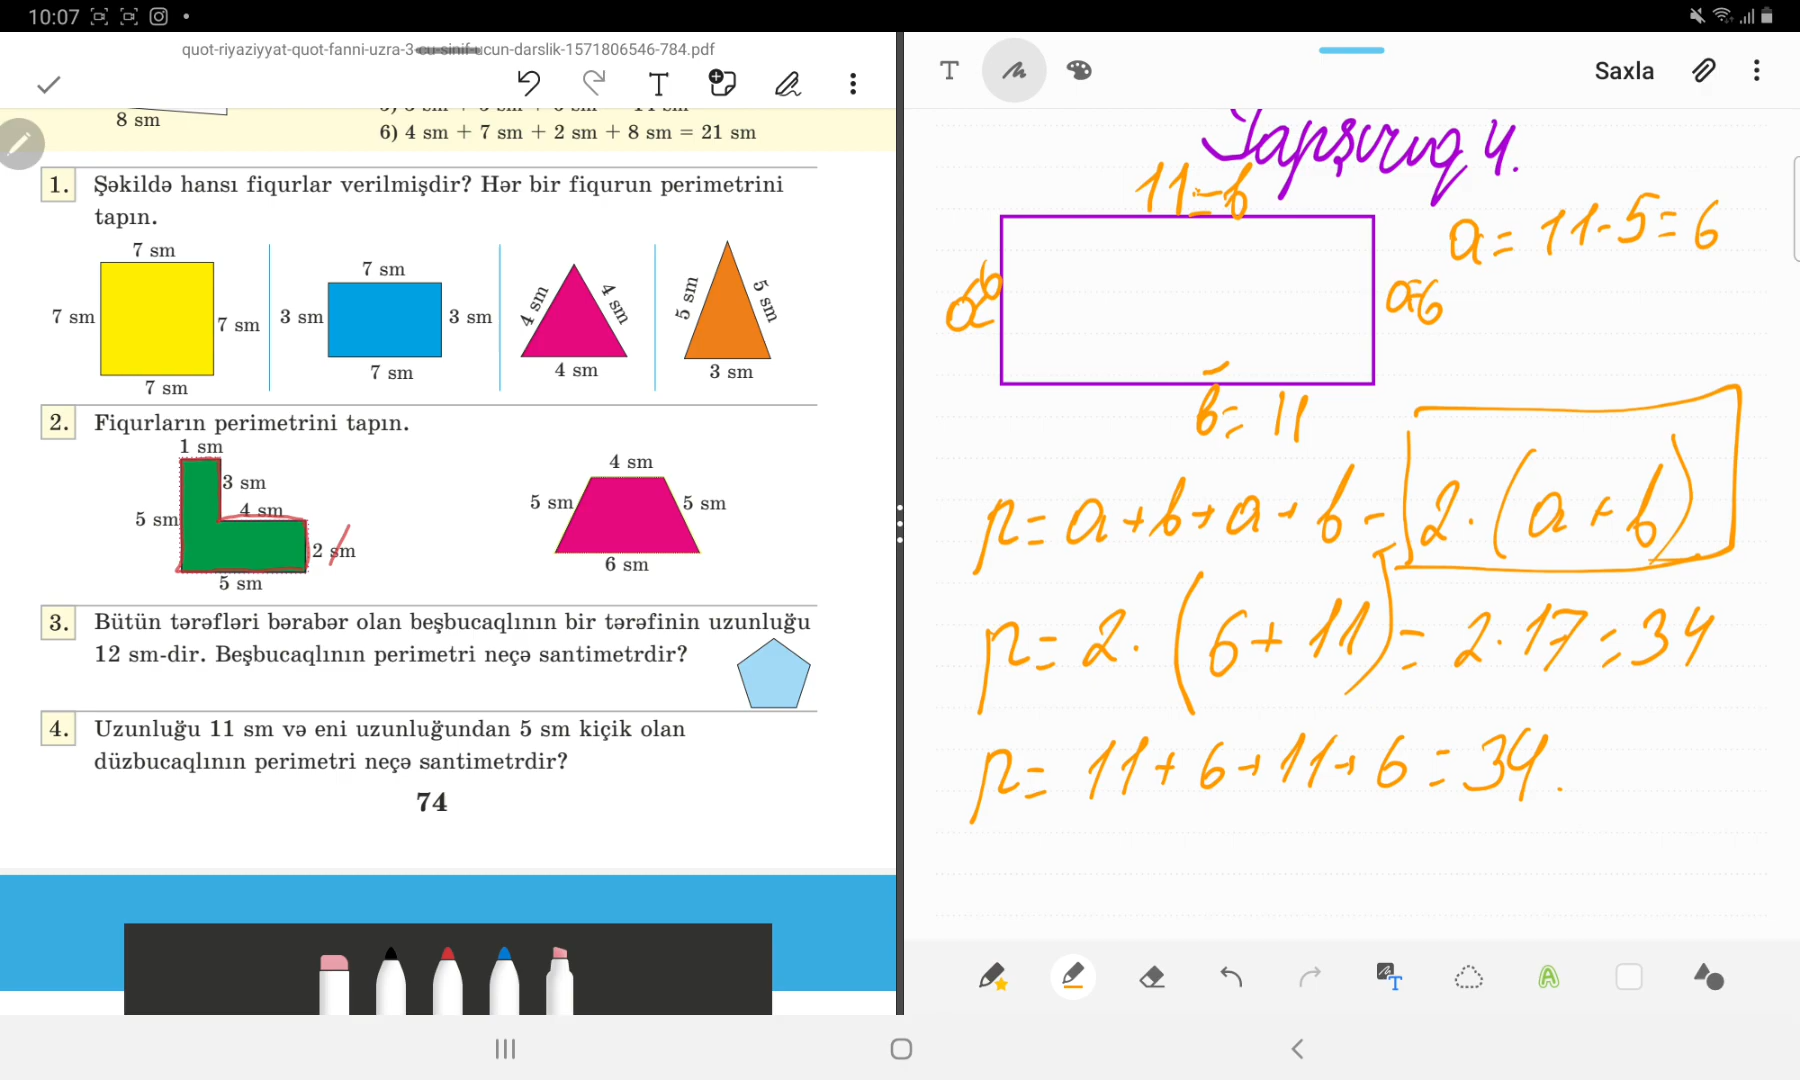 10:07
quot-riyaziyyat-quot-fanni-uzra-3-cu-sinif-ucun-darslik-1571806546-784.pdf
8 sm
6) 4 sm + 7 sm + 2 sm + 8 sm = 21 sm
1. Şəkildə hansı fiqurlar verilmişdir? Hər bir fiqurun perimetrini
tapın.
7 sm
7 sm
7 sm
7 sm
7 sm
3 sm
3 sm
7 sm
4 sm
4 sm
4 sm
5 sm
5 sm
3 sm
2. Fiqurların perimetrini tapın.
1 sm
3 sm
4 sm
5 sm
2 sm
5 sm
4 sm
5 sm
5 sm
6 sm
3. Bütün tərəfləri bərabər olan beşbucaqlının bir tərəfinin uzunluğu
12 sm-dir. Beşbucaqlının perimetri neçə santimetrdir?
4. Uzunluğu 11 sm və eni uzunluğundan 5 sm kiçik olan
düzbucaqlının perimetri neçə santimetrdir?
74
T
Saxla
Tapşırıq 4.
11=b
a=11-5=6
a=6
b=11
p=a+b+a+b=2·(a+b)
p=2·(6+11)=2·17=34
p=11+6+11+6=34.